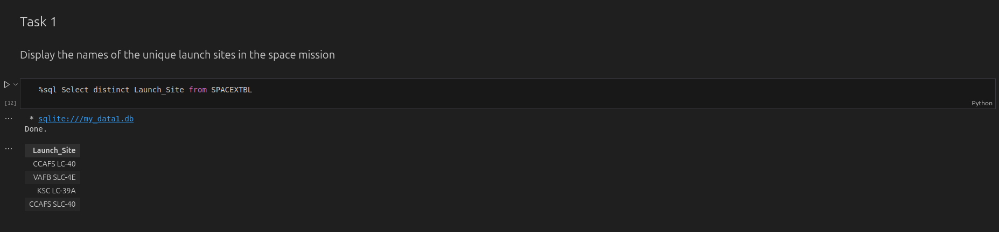 Task 1
Display the names of the unique launch sites in the space mission
%sql Select distinct Launch_Site from SPACEXTBL
[12]
Python
* sqlite:///my_data1.db
Done.
Launch_Site
CCAFS LC-40
VAFB SLC-4E
KSC LC-39A
CCAFS SLC-40